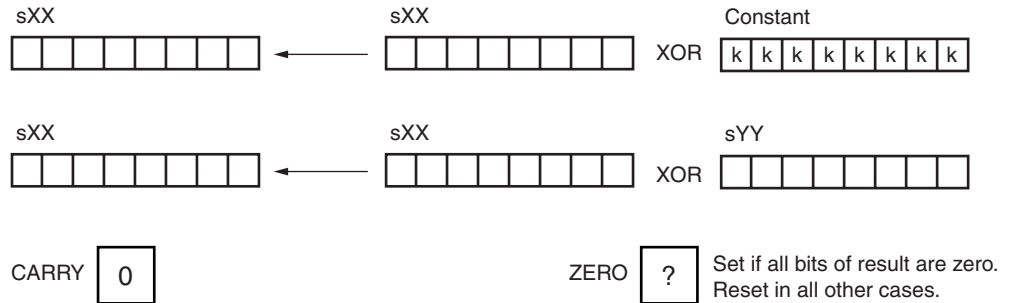 sXX sXX Constant
XOR k k k k k k k k
sXX sXX sYY
XOR
CARRY 0 ZERO ? Set if all bits of result are zero.
Reset in all other cases.